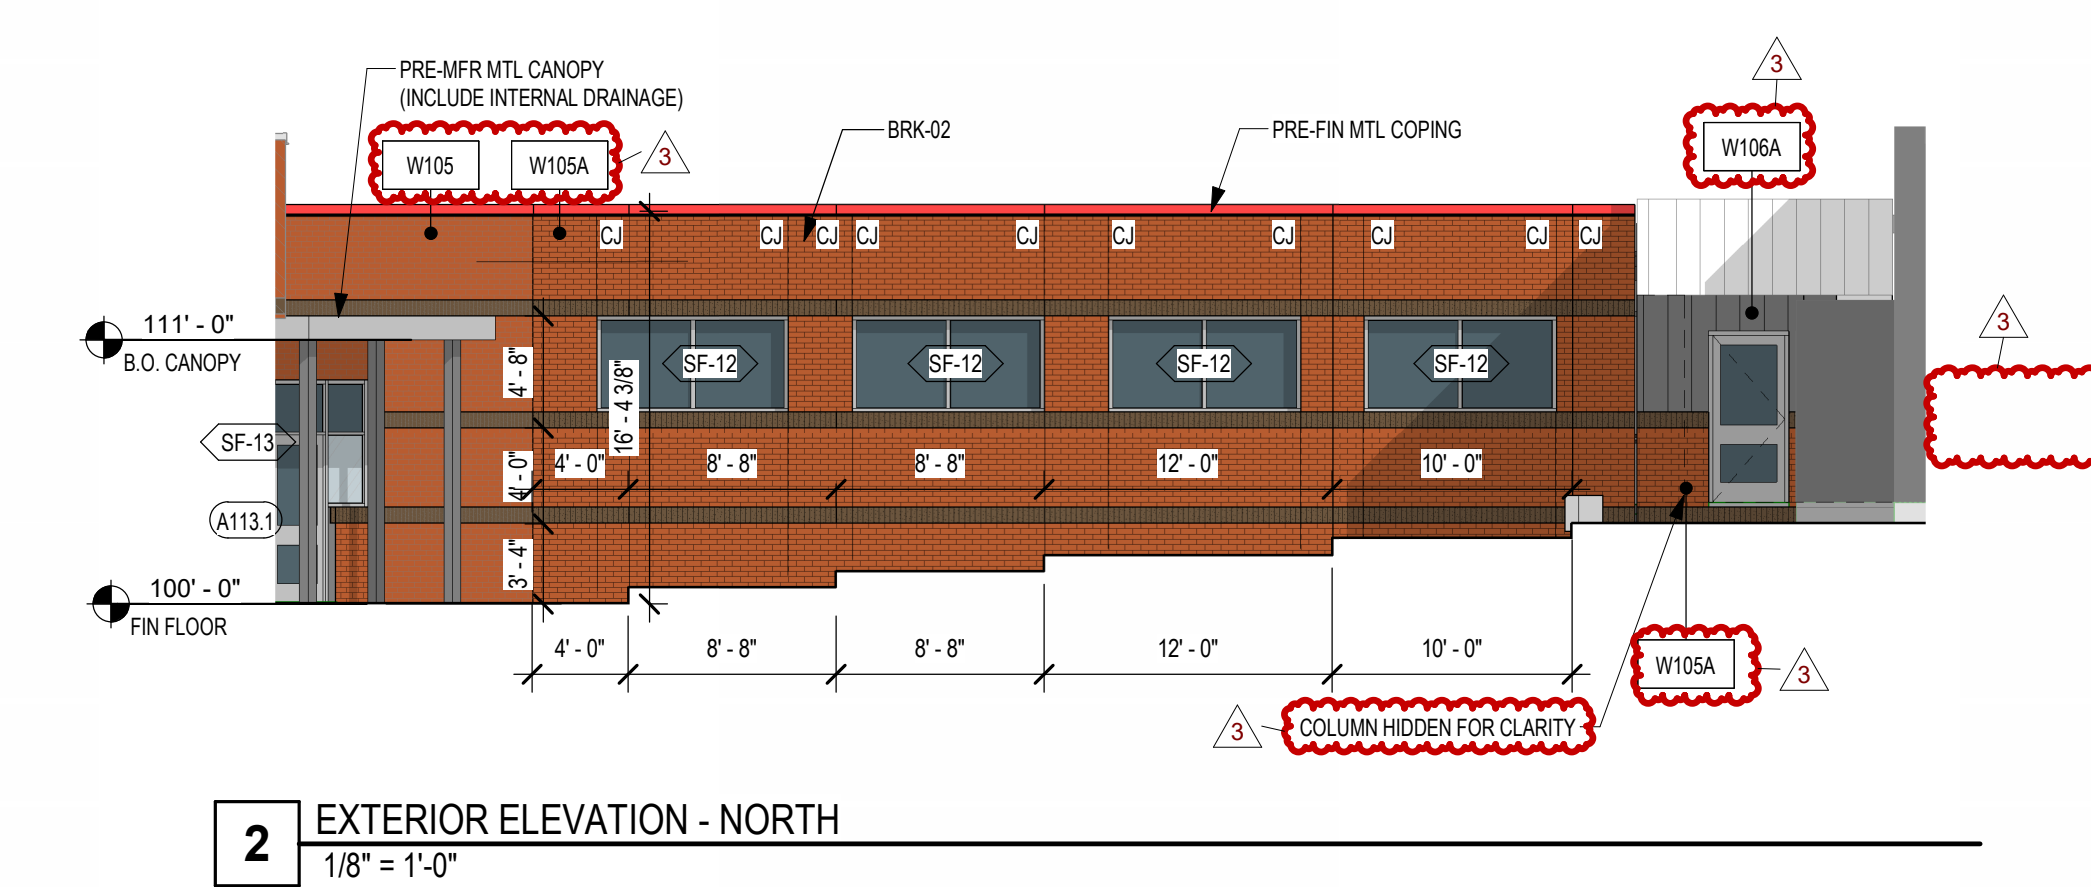 3
PRE-MFR MTL CANOPY
(INCLUDE INTERNAL DRAINAGE)
BRK-02
PRE-FIN MTL COPING
W105
W105A
3
W106A
CJ
CJ
CJ
CJ
CJ
CJ
CJ
CJ
CJ
CJ
111' - 0"
B.O. CANOPY
3
4' - 8"
16' - 4 3/8"
SF-12
SF-12
SF-12
SF-12
SF-13
4' - 0"
4' - 0"
8' - 8"
8' - 8"
12' - 0"
10' - 0"
A113.1
3' - 4"
100' - 0"
FIN FLOOR
4' - 0"
8' - 8"
8' - 8"
12' - 0"
10' - 0"
W105A
3
3
COLUMN HIDDEN FOR CLARITY
2
EXTERIOR ELEVATION - NORTH
1/8" = 1'-0"